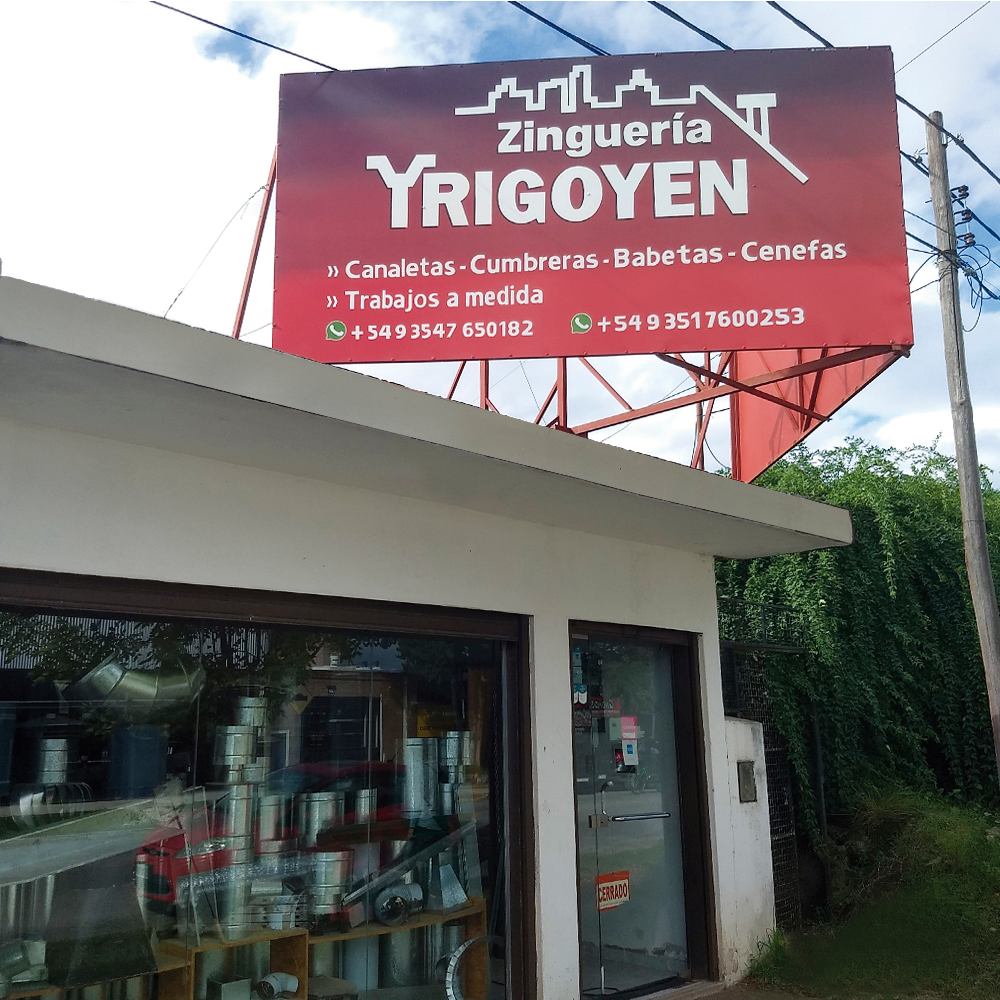 Zinguería
YRIGOYEN
» Canaletas - Cumbreras - Babetas - Cenefas
» Trabajos a medida
+ 54 9 3547 650182 + 54 9 3517600253
CERRADO